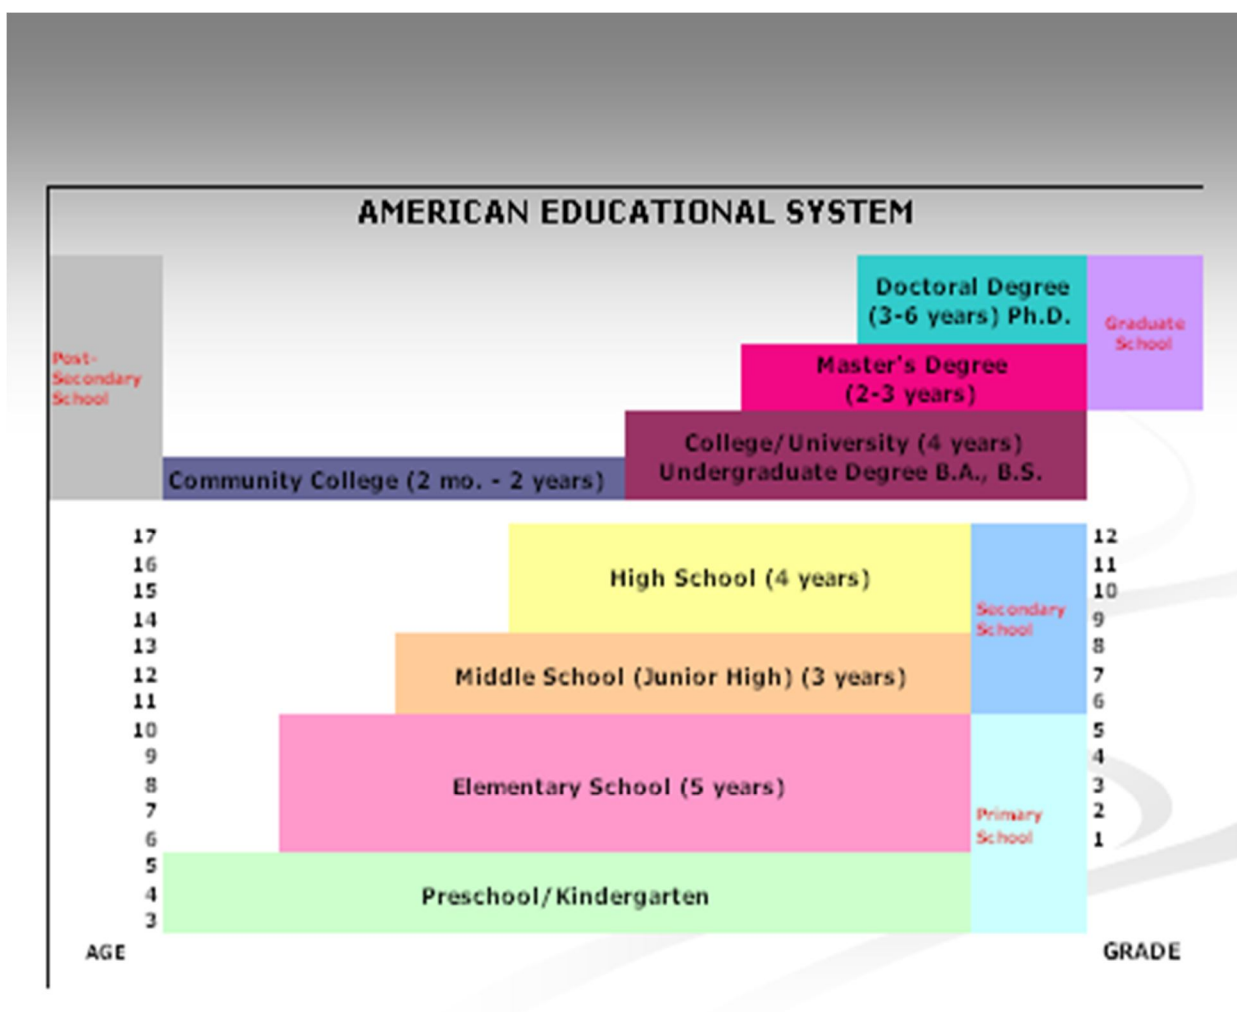 AMERICAN EDUCATIONAL SYSTEM
Doctoral Degree
(3-6 years) Ph.D.
Graduate
School
Master's Degree
(2-3 years)
Post-
Secondary
School
College/University (4 years)
Undergraduate Degree B.A., B.S.
Community College (2 mo. - 2 years)
17
16
15
14
13
12
11
10
9
8
7
6
5
4
3
AGE
High School (4 years)
Middle School (Junior High) (3 years)
Elementary School (5 years)
Preschool/Kindergarten
Secondary
School
Primary
School
12
11
10
9
8
7
6
5
4
3
2
1
GRADE